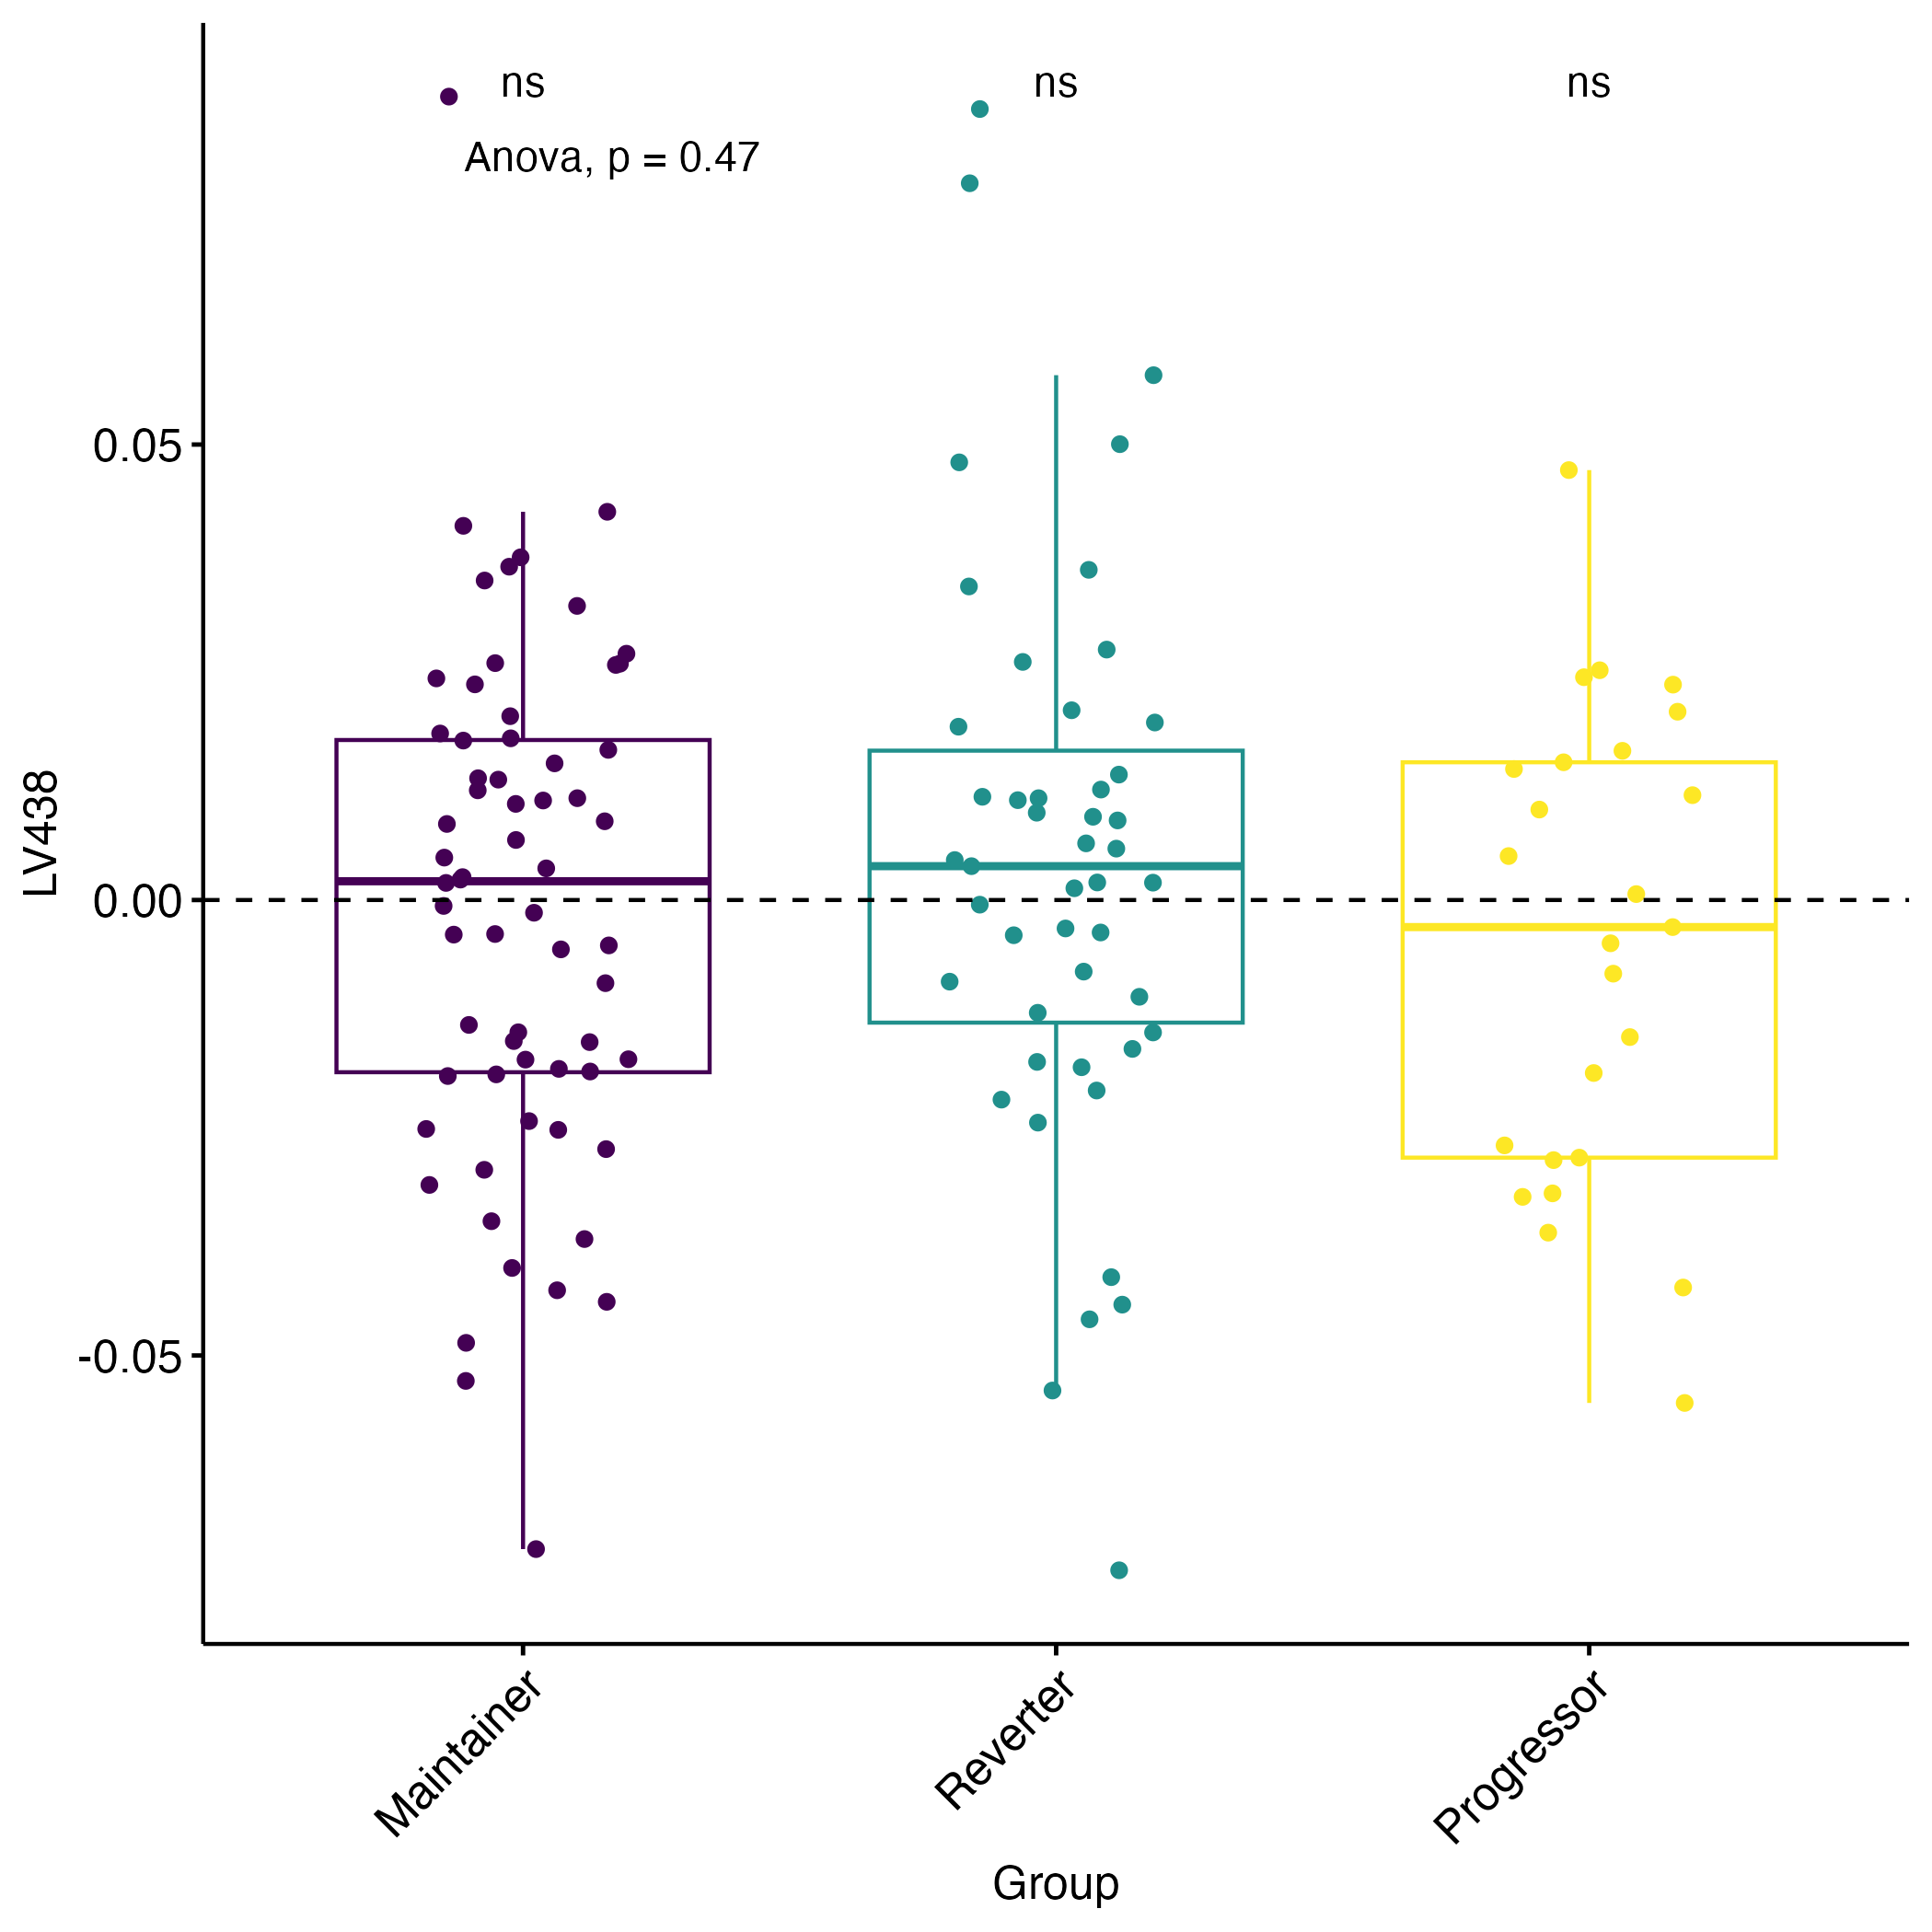 ns ns ns
Anova, p = 0.47
LV438
0.05
0.00
-0.05
Maintainer Reverter Progressor
Group